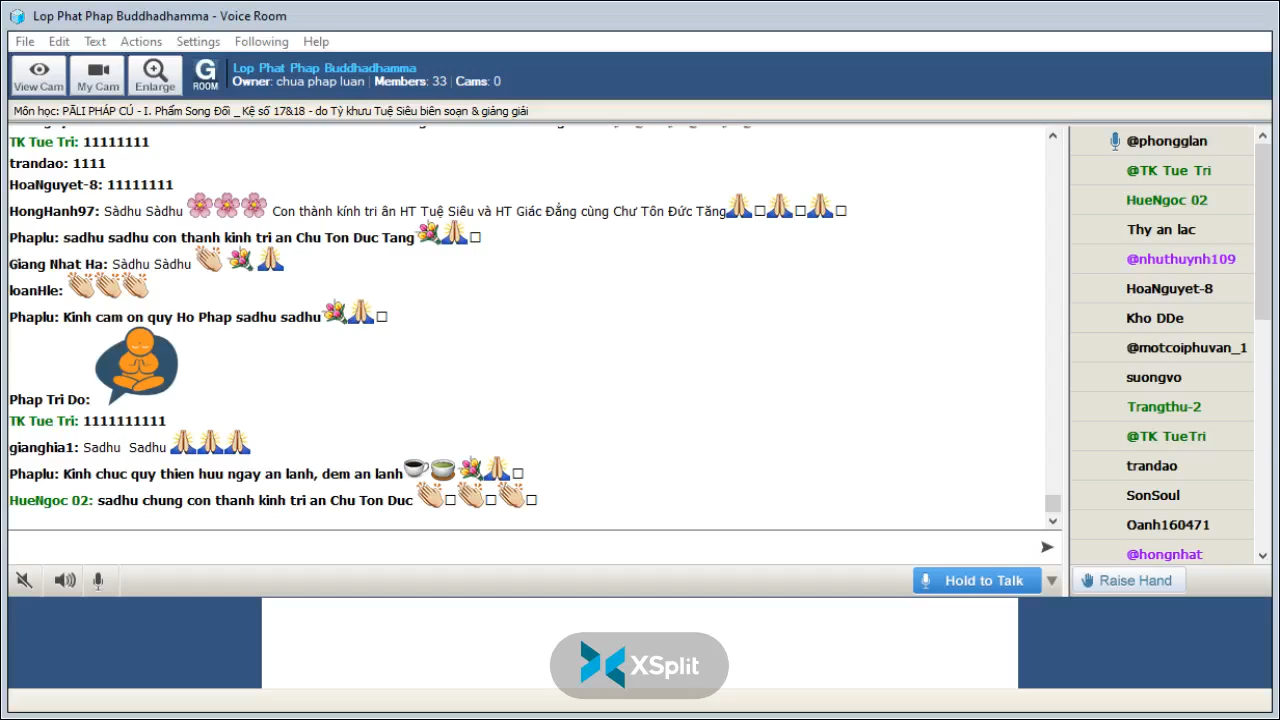 Lop Phat Phap Buddhadhamma - Voice Room
File Edit Text Actions Settings Following Help
View Cam My Cam Enlarge G ROOM
Lop Phat Phap Buddhadhamma
Owner: chua phap luan | Members: 33 | Cams: 0
Môn học: PĀLI PHÁP CÚ - I. Phẩm Song Đối _ Kệ số 17&18 - do Tỳ khưu Tuệ Siêu biên soạn & giảng giải
TK Tue Tri: 11111111
trandao: 1111
HoaNguyet-8: 11111111
HongHanh97: Sàdhu Sàdhu Con thành kính tri ân HT Tuệ Siêu và HT Giác Đẳng cùng Chư Tôn Đức Tăng
Phaplu: sadhu sadhu con thanh kinh tri an Chu Ton Duc Tang
Giang Nhat Ha: Sàdhu Sàdhu
loanHle:
Phaplu: Kinh cam on quy Ho Phap sadhu sadhu
Phap Tri Do:
TK Tue Tri: 1111111111
gianghia1: Sadhu Sadhu
Phaplu: Kinh chuc quy thien huu ngay an lanh, dem an lanh
HueNgoc 02: sadhu chung con thanh kinh tri an Chu Ton Duc
@phongglan
@TK Tue Tri
HueNgoc 02
Thy an lac
@nhuthuynh109
HoaNguyet-8
Kho DDe
@motcoiphuvan_1
suongvo
Trangthu-2
@TK TueTri
trandao
SonSoul
Oanh160471
@hongnhat
Hold to Talk
Raise Hand
XSplit